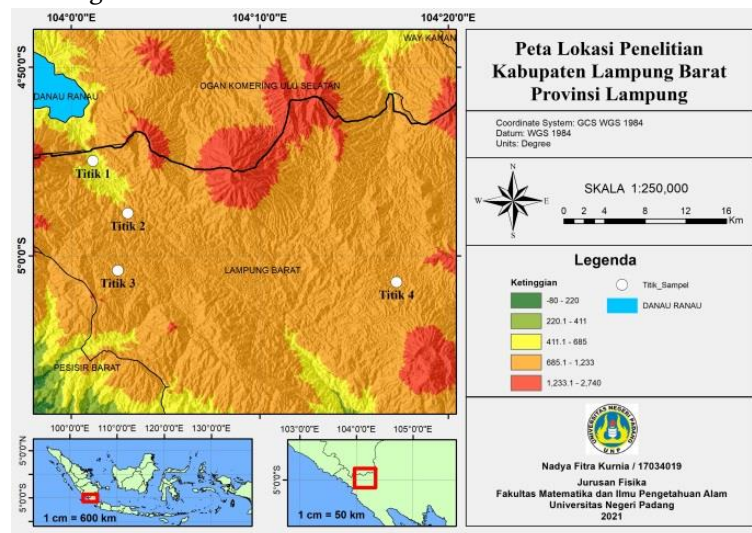 104°0'0"E 104°10'0"E 104°20'0"E
4°50'0"S
5°0'0"S
WAY KANAN
OGAN KOMERING ULU SELATAN
DANAU RANAU
Titik 1
Titik 2
Titik 3
LAMPUNG BARAT
Titik 4
PESISIR BARAT
Peta Lokasi Penelitian
Kabupaten Lampung Barat
Provinsi Lampung
Coordinate System: GCS WGS 1984
Datum: WGS 1984
Units: Degree
N
W E
S
SKALA 1:250,000
0 2 4 8 12 16
Km
Legenda
Ketinggian
-80 - 220
220.1 - 411
411.1 - 685
685.1 - 1,233
1,233.1 - 2,740
Titik_Sampel
DANAU RANAU
100°0'0"E 110°0'0"E 120°0'0"E 130°0'0"E
5°0'0"N
5°0'0"S
1 cm = 600 km
103°0'0"E 104°0'0"E 105°0'0"E
5°0'0"S
1 cm = 50 km
UNIVERSITAS NEGERI PADANG
U N P
Nadya Fitra Kurnia / 17034019
Jurusan Fisika
Fakultas Matematika dan Ilmu Pengetahuan Alam
Universitas Negeri Padang
2021